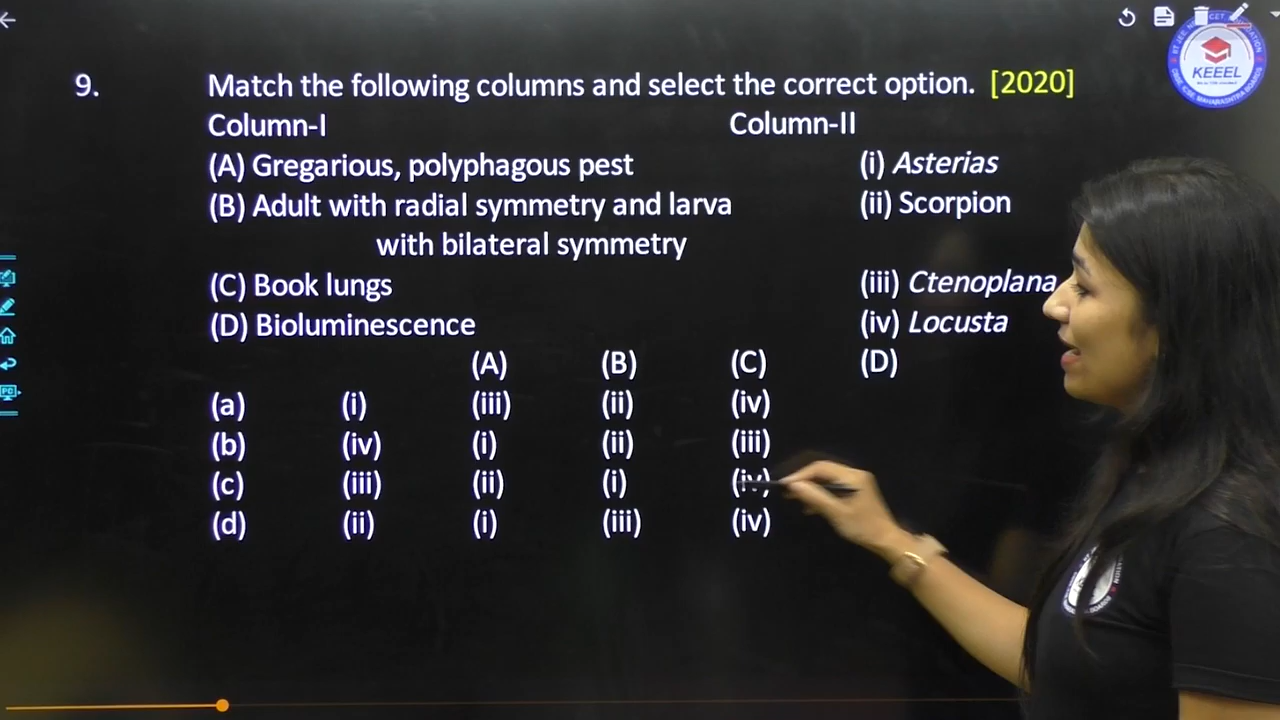 9. Match the following columns and select the correct option. [2020]
Column-I Column-II
(A) Gregarious, polyphagous pest (i) Asterias
(B) Adult with radial symmetry and larva (ii) Scorpion
with bilateral symmetry
(C) Book lungs (iii) Ctenoplana
(D) Bioluminescence (iv) Locusta
(A) (B) (C) (D)
(a) (i) (iii) (ii) (iv)
(b) (iv) (i) (ii) (iii)
(c) (iii) (ii) (i) (iv)
(d) (ii) (i) (iii) (iv)
KEEEL